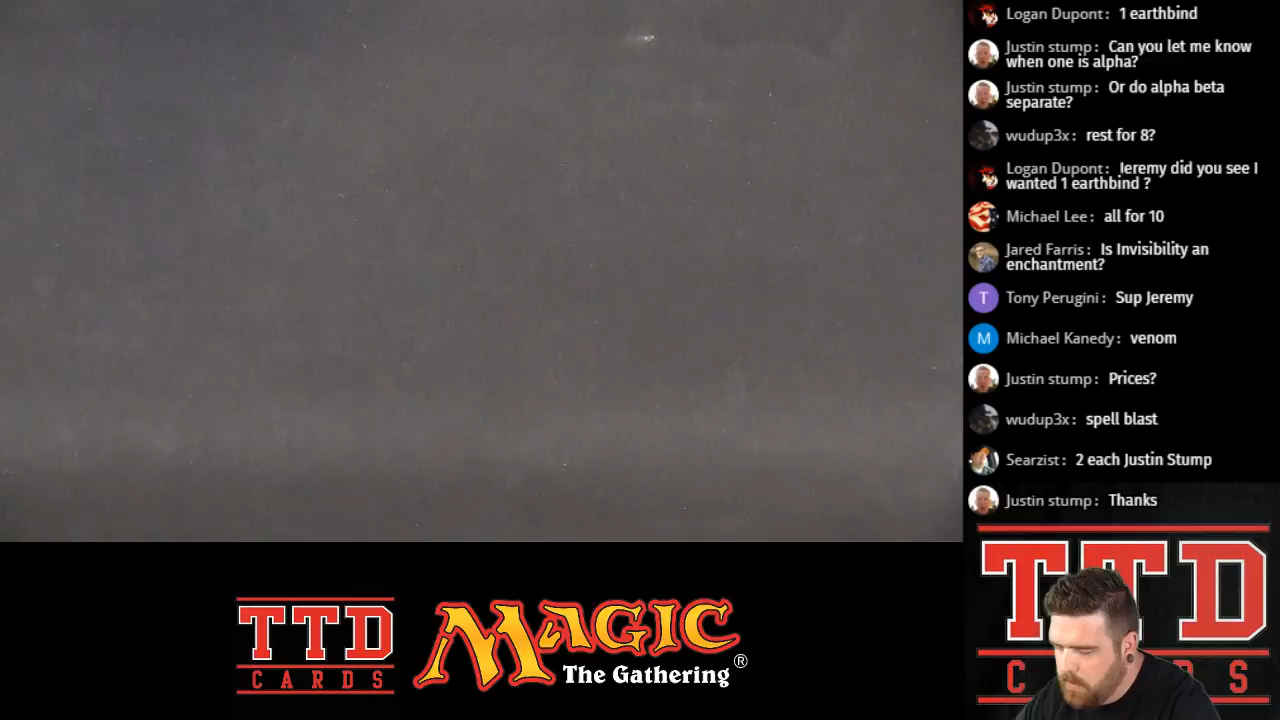 Logan Dupont: 1 earthbind
Justin stump: Can you let me know
when one is alpha?
Justin stump: Or do alpha beta
separate?
wudup3x: rest for 8?
Logan Dupont: Jeremy did you see I
wanted 1 earthbind ?
Michael Lee: all for 10
Jared Farris: Is Invisibility an
enchantment?
T
Tony Perugini: Sup Jeremy
M
Michael Kanedy: venom
Justin stump: Prices?
wudup3x: spell blast
Searzist: 2 each Justin Stump
Justin stump: Thanks
TTD
CARDS
MAGIC
The Gathering®
TTD
C RDS